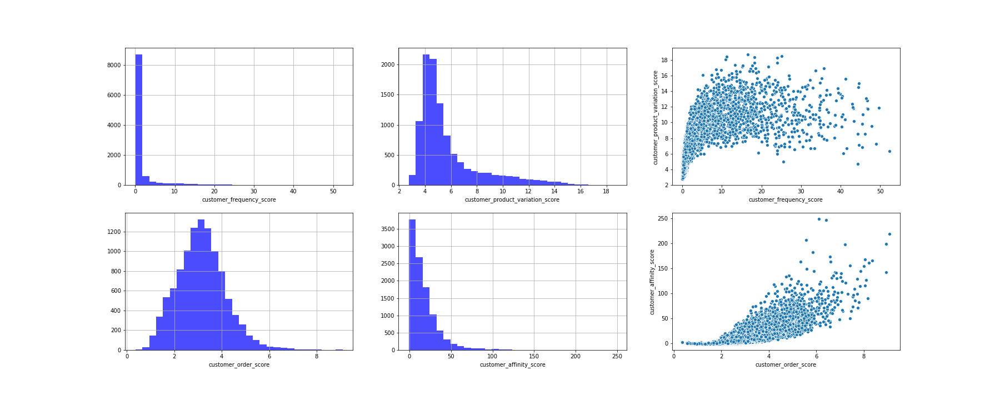 8000
6000
4000
2000
0
0 10 20 30 40 50
customer_frequency_score
2000
1500
1000
500
0
2 4 6 8 10 12 14 16 18
customer_product_variation_score
customer_product_variation_score
18
16
14
12
10
8
6
4
2
0 10 20 30 40 50
customer_frequency_score
1200
1000
800
600
400
200
0
0 2 4 6 8
customer_order_score
3500
3000
2500
2000
1500
1000
500
0
0 50 100 150 200 250
customer_affinity_score
customer_affinity_score
250
200
150
100
50
0
0 2 4 6 8
customer_order_score